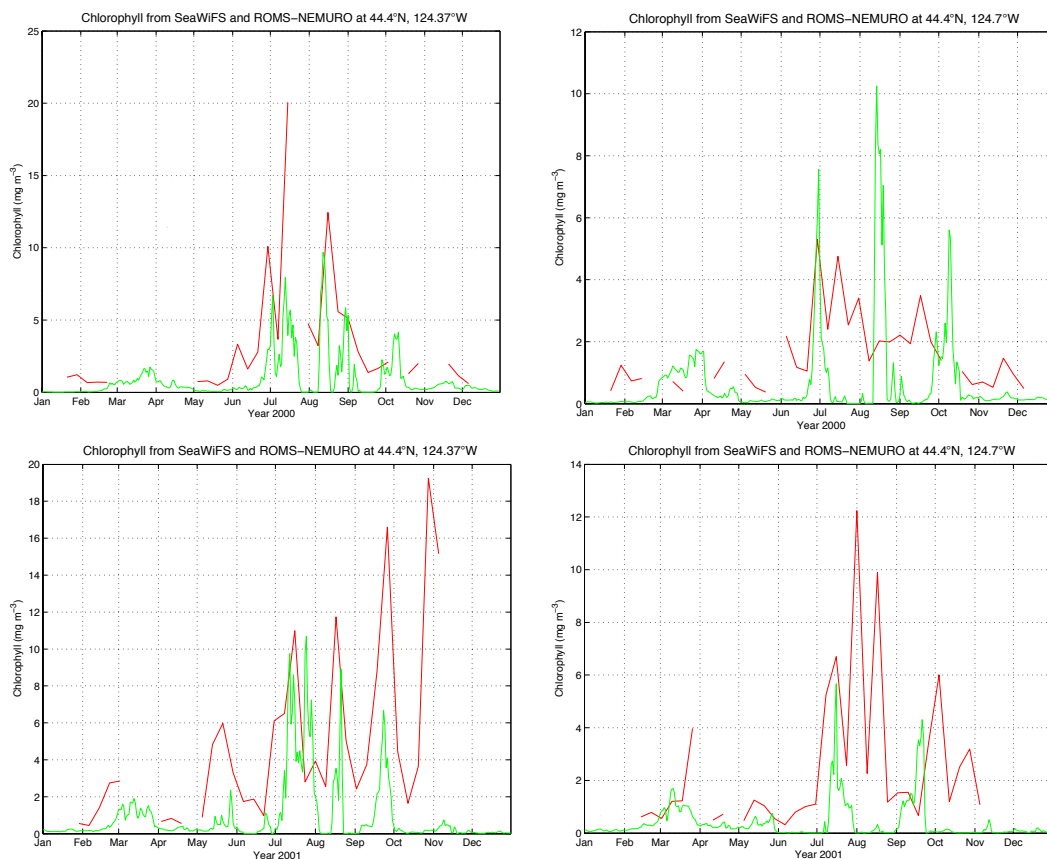 Chlorophyll from SeaWiFS and ROMS−NEMURO at 44.4°N, 124.37°W
25
20
15
10
5
0
Chlorophyll (mg m⁻³)
Jan Feb Mar Apr May Jun Jul Aug Sep Oct Nov Dec
Year 2000
Chlorophyll from SeaWiFS and ROMS−NEMURO at 44.4°N, 124.7°W
12
10
8
6
4
2
0
Chlorophyll (mg m⁻³)
Jan Feb Mar Apr May Jun Jul Aug Sep Oct Nov Dec
Year 2000
Chlorophyll from SeaWiFS and ROMS−NEMURO at 44.4°N, 124.37°W
20
18
16
14
12
10
8
6
4
2
0
Chlorophyll (mg m⁻³)
Jan Feb Mar Apr May Jun Jul Aug Sep Oct Nov Dec
Year 2001
Chlorophyll from SeaWiFS and ROMS−NEMURO at 44.4°N, 124.7°W
14
12
10
8
6
4
2
0
Chlorophyll (mg m⁻³)
Jan Feb Mar Apr May Jun Jul Aug Sep Oct Nov Dec
Year 2001